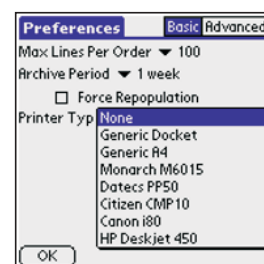 Preferences Basic Advanced
Max Lines Per Order 100
Archive Period 1 week
Force Repopulation
Printer Typ None
Generic Docket
Generic A4
Monarch M6015
Datecs PP50
Citizen CMP10
Canon i80
HP Deskjet 450
OK